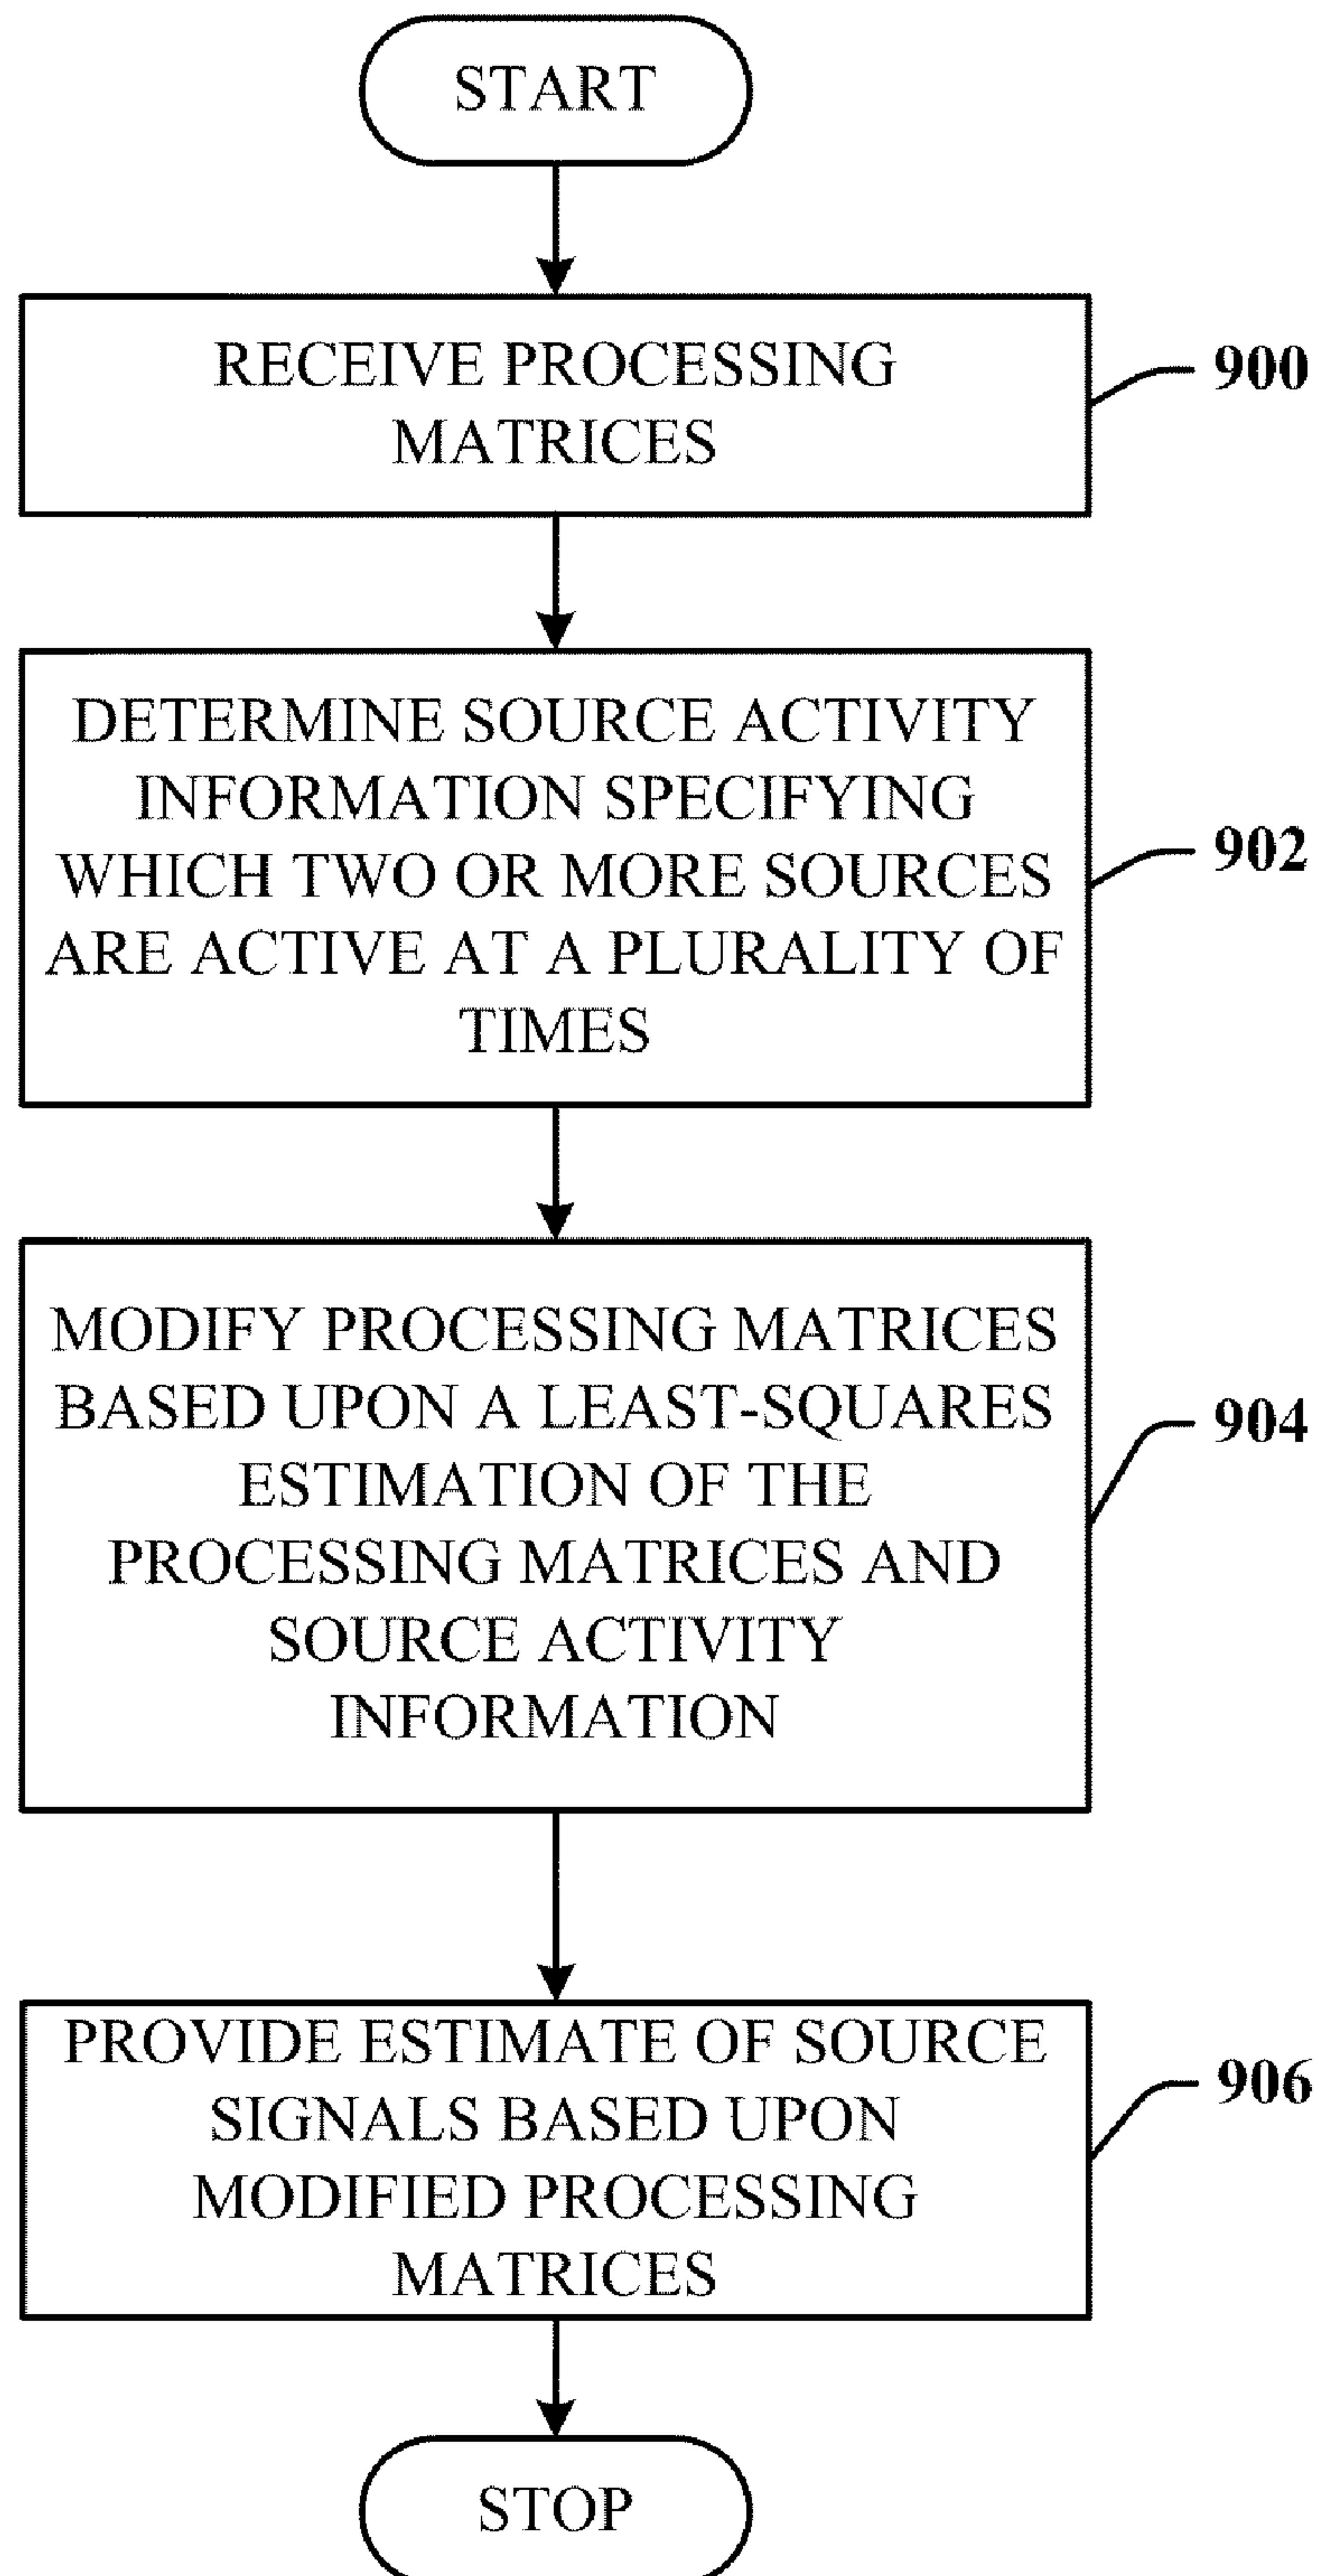 START
RECEIVE PROCESSING
MATRICES
900
DETERMINE SOURCE ACTIVITY
INFORMATION SPECIFYING
WHICH TWO OR MORE SOURCES
ARE ACTIVE AT A PLURALITY OF
TIMES
902
MODIFY PROCESSING MATRICES
BASED UPON A LEAST-SQUARES
ESTIMATION OF THE
PROCESSING MATRICES AND
SOURCE ACTIVITY
INFORMATION
904
PROVIDE ESTIMATE OF SOURCE
SIGNALS BASED UPON
MODIFIED PROCESSING
MATRICES
906
STOP